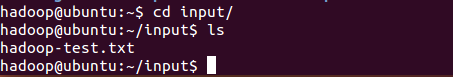 hadoop@ubuntu:~$ cd input/
hadoop@ubuntu:~/input$ ls
hadoop-test.txt
hadoop@ubuntu:~/input$